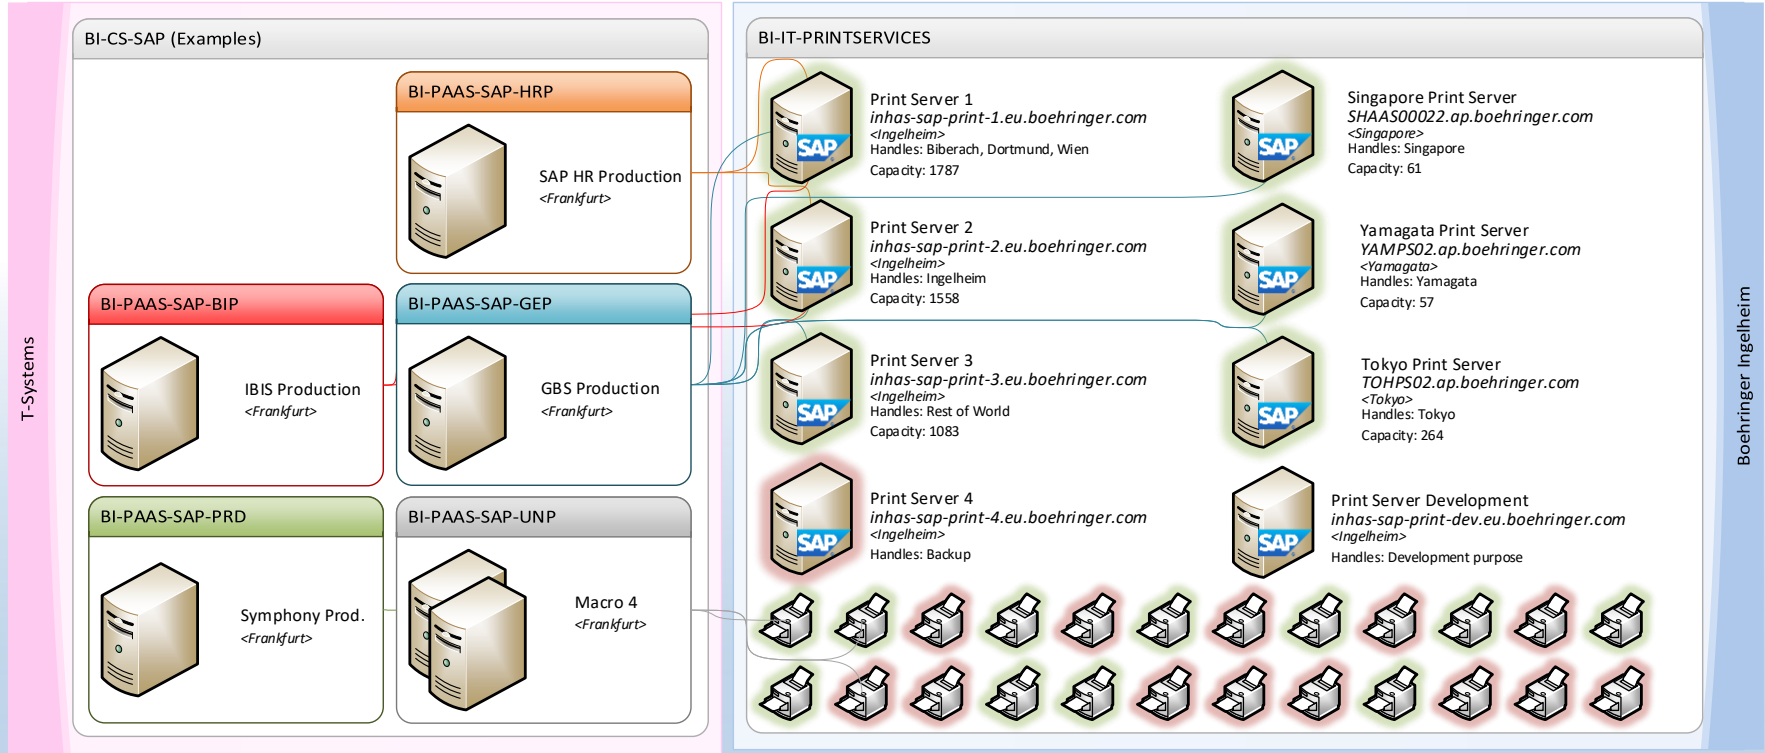 T-Systems
BI-CS-SAP (Examples)
BI-PAAS-SAP-HRP
SAP HR Production
<Frankfurt>
BI-PAAS-SAP-BIP
IBIS Production
<Frankfurt>
BI-PAAS-SAP-GEP
GBS Production
<Frankfurt>
BI-PAAS-SAP-PRD
Symphony Prod.
<Frankfurt>
BI-PAAS-SAP-UNP
Macro 4
<Frankfurt>
BI-IT-PRINTSERVICES
SAP
Print Server 1
inhas-sap-print-1.eu.boehringer.com
<Ingelheim>
Handles: Biberach, Dortmund, Wien
Capacity: 1787
SAP
Singapore Print Server
SHAAS00022.ap.boehringer.com
<Singapore>
Handles: Singapore
Capacity: 61
SAP
Print Server 2
inhas-sap-print-2.eu.boehringer.com
<Ingelheim>
Handles: Ingelheim
Capacity: 1558
SAP
Yamagata Print Server
YAMPS02.ap.boehringer.com
<Yamagata>
Handles: Yamagata
Capacity: 57
SAP
Print Server 3
inhas-sap-print-3.eu.boehringer.com
<Ingelheim>
Handles: Rest of World
Capacity: 1083
SAP
Tokyo Print Server
TOHPS02.ap.boehringer.com
<Tokyo>
Handles: Tokyo
Capacity: 264
SAP
Print Server 4
inhas-sap-print-4.eu.boehringer.com
<Ingelheim>
Handles: Backup
SAP
Print Server Development
inhas-sap-print-dev.eu.boehringer.com
<Ingelheim>
Handles: Development purpose
Boehringer Ingelheim